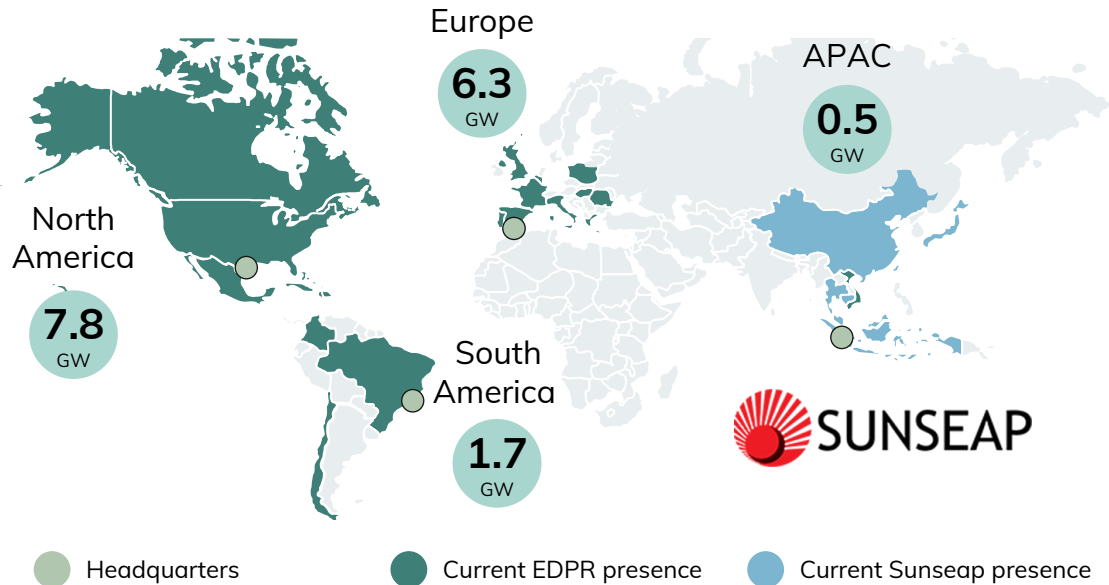 Europe
6.3
GW
APAC
0.5
GW
North
America
7.8
GW
South
America
1.7
GW
SUNSEAP
Headquarters
Current EDPR presence
Current Sunseap presence